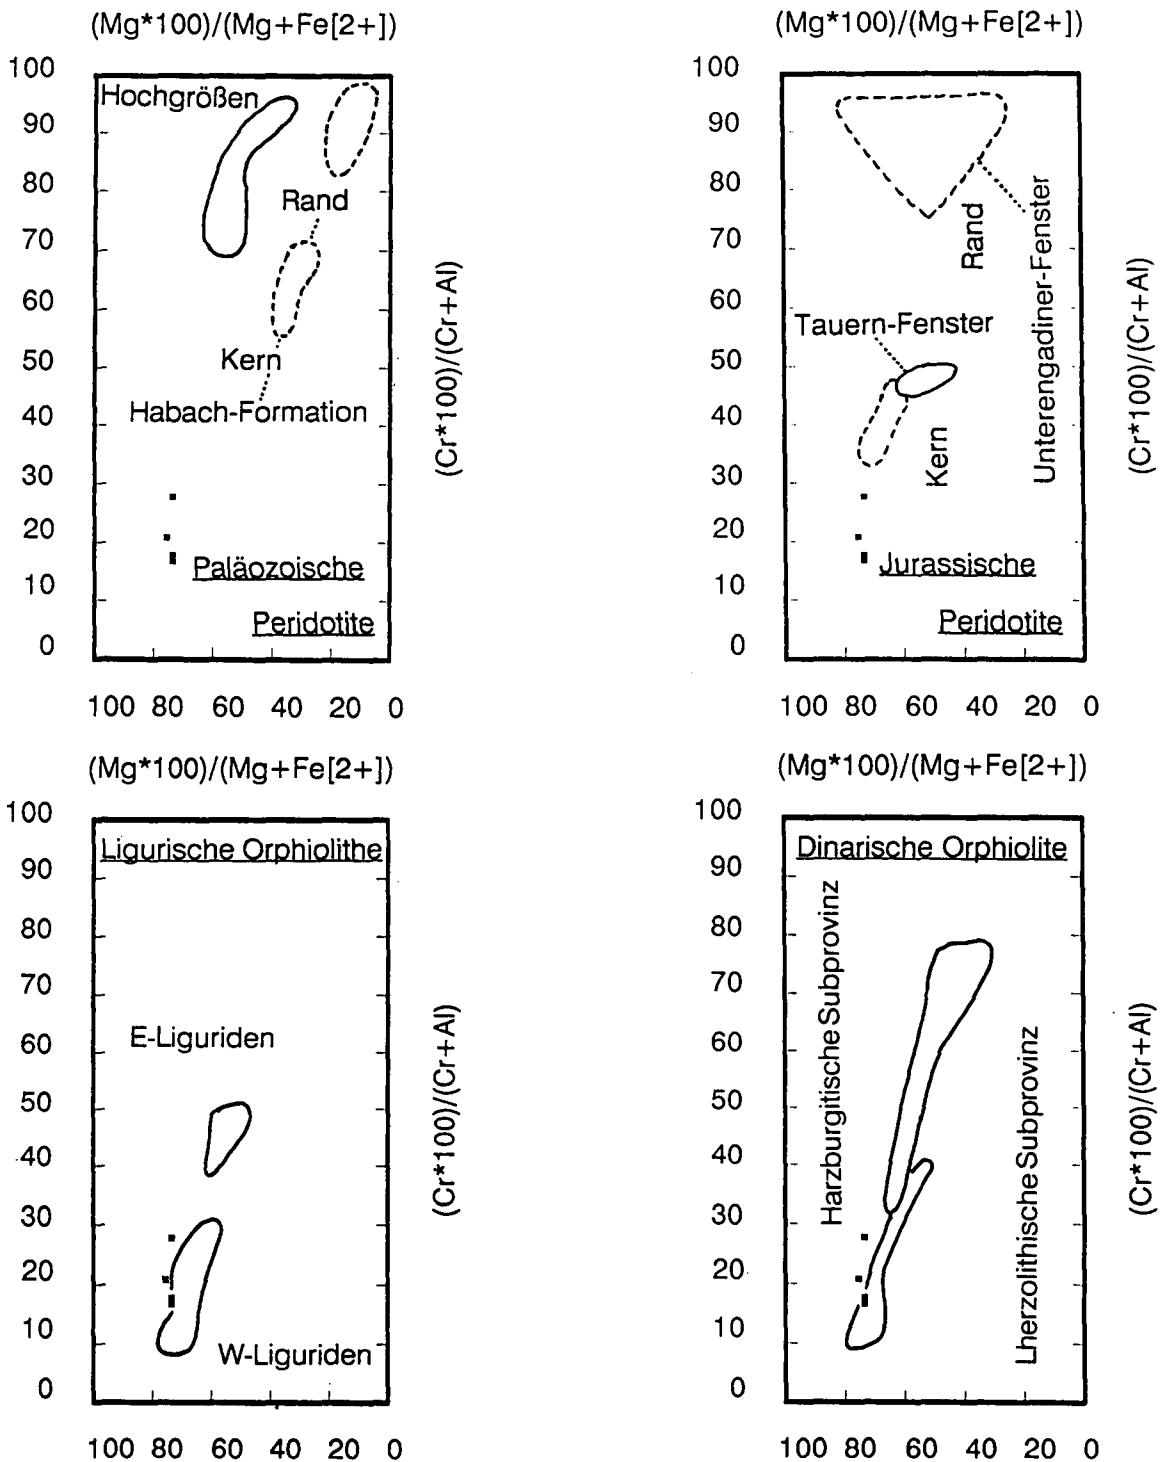 (Mg*100)/(Mg+Fe[2+])
100
90
80
70
60
50
40
30
20
10
0
Hochgrößen
Rand
Kern
Habach-Formation
Paläozoische
Peridotite
(Cr*100)/(Cr+Al)
100 80 60 40 20 0
(Mg*100)/(Mg+Fe[2+])
100
90
80
70
60
50
40
30
20
10
0
Rand
Unterengadiner-Fenster
Tauern-Fenster
Kern
Jurassische
Peridotite
(Cr*100)/(Cr+Al)
100 80 60 40 20 0
(Mg*100)/(Mg+Fe[2+])
100
90
80
70
60
50
40
30
20
10
0
Ligurische Orphiolithe
E-Liguriden
W-Liguriden
(Cr*100)/(Cr+Al)
100 80 60 40 20 0
(Mg*100)/(Mg+Fe[2+])
100
90
80
70
60
50
40
30
20
10
0
Dinarische Orphiolite
Harzburgitische Subprovinz
Lherzolithische Subprovinz
(Cr*100)/(Cr+Al)
100 80 60 40 20 0